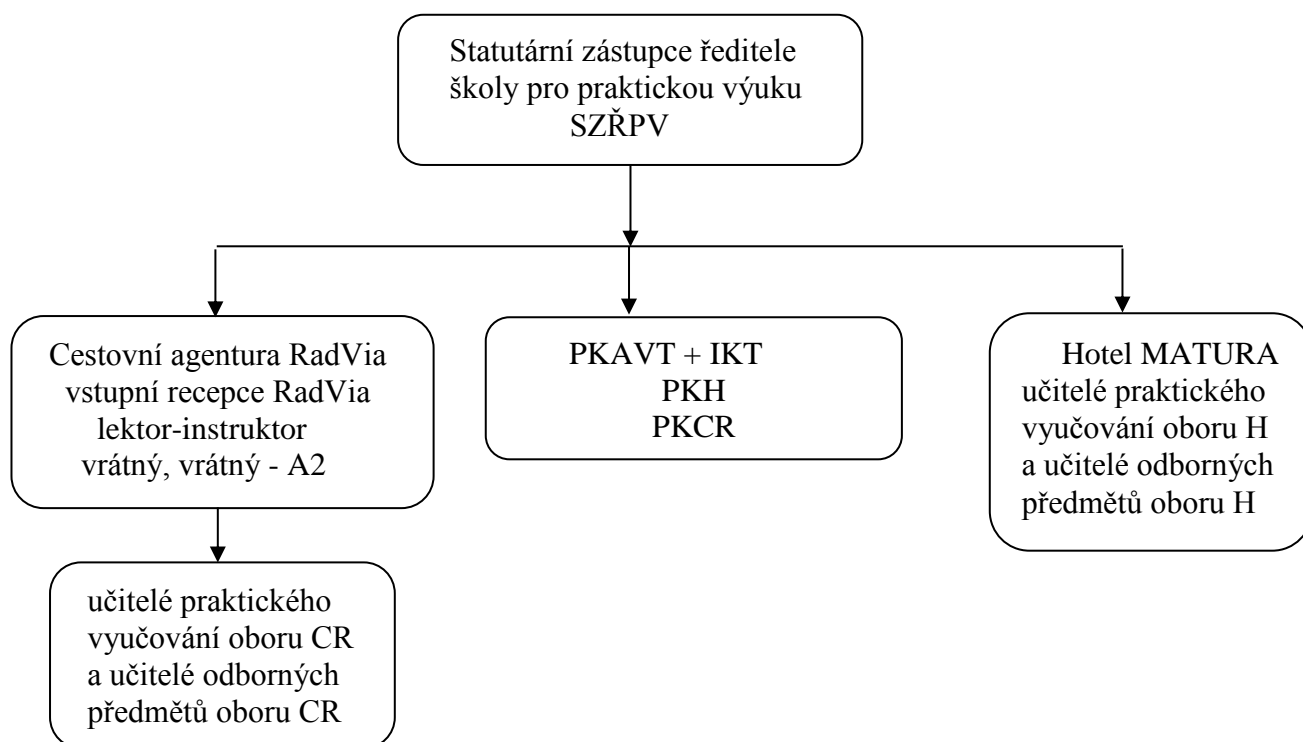 Statutární zástupce ředitele
školy pro praktickou výuku
SZŘPV
Cestovní agentura RadVia
vstupní recepce RadVia
lektor-instruktor
vrátný, vrátný - A2
PKAVT + IKT
PKH
PKCR
Hotel MATURA
učitelé praktického
vyučování oboru H
a učitelé odborných
předmětů oboru H
učitelé praktického
vyučování oboru CR
a učitelé odborných
předmětů oboru CR